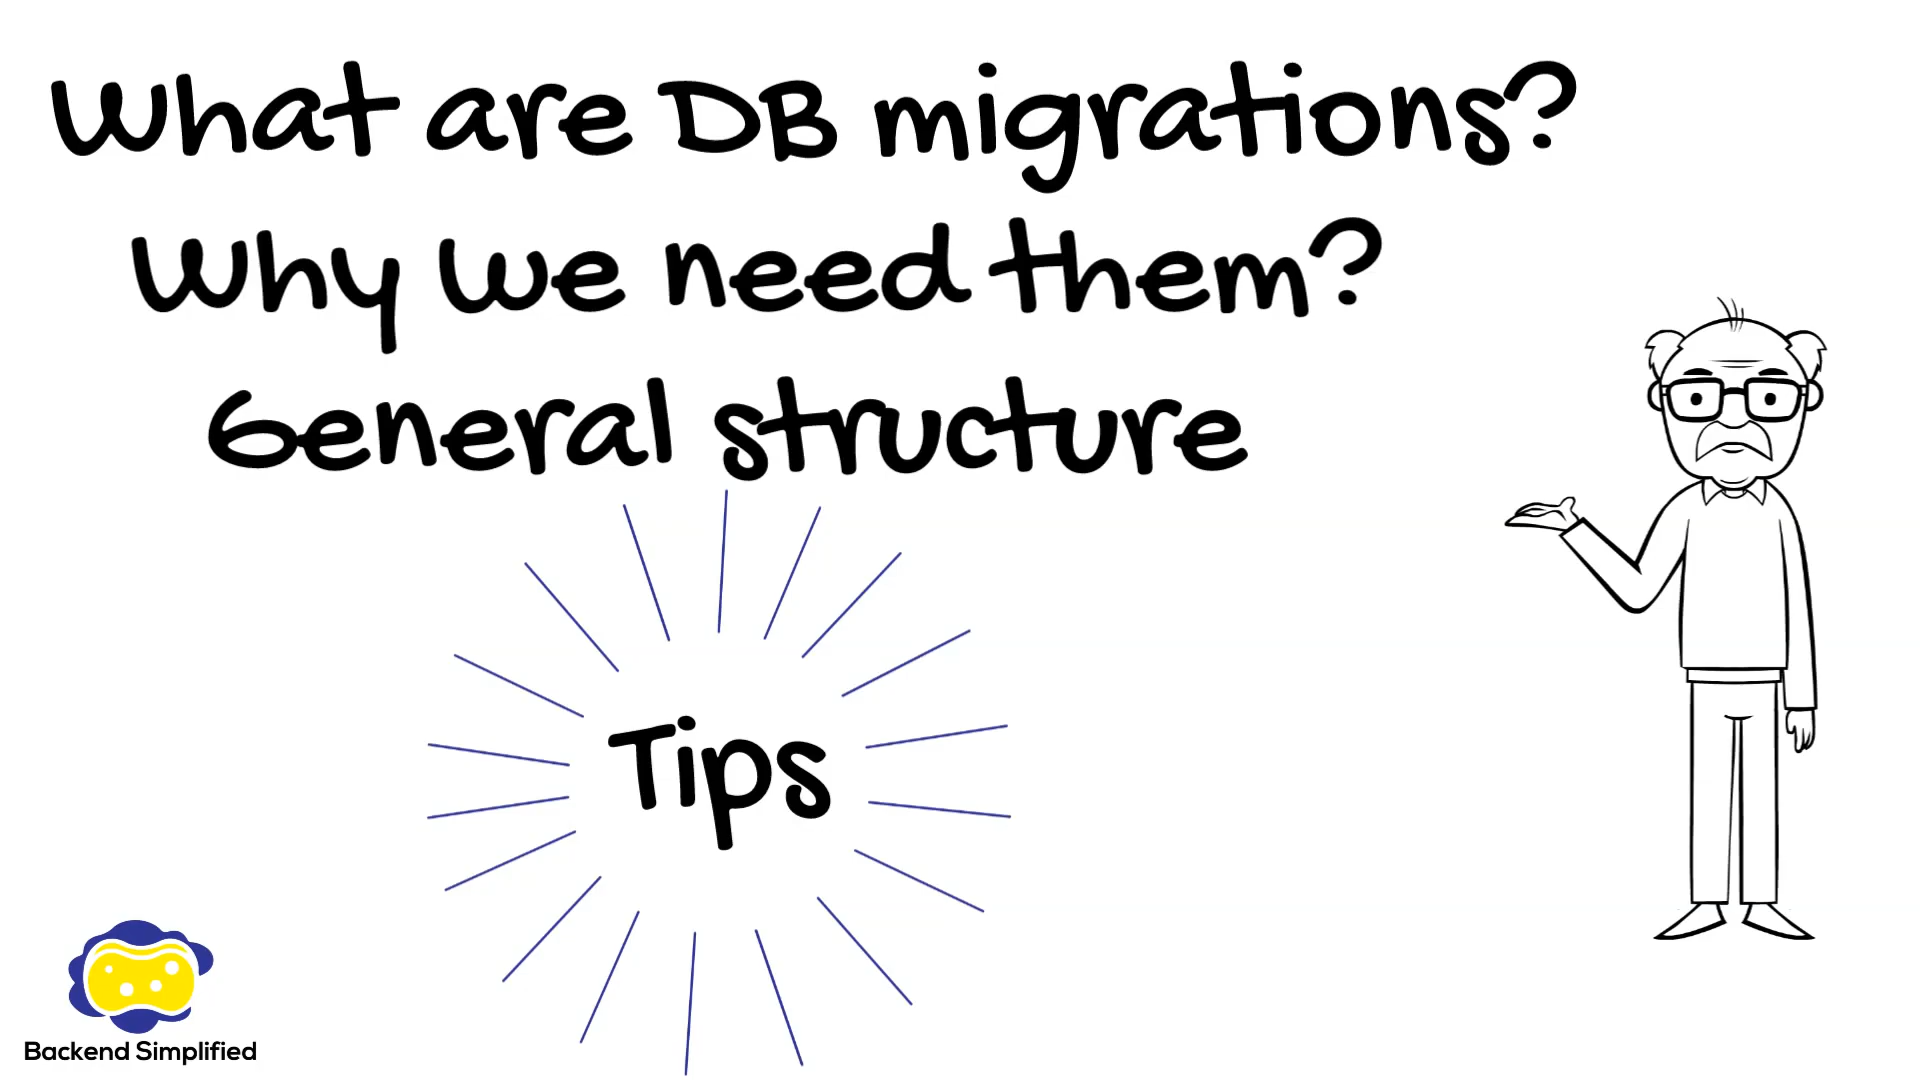 What are DB migrations?
Why we need them?
General structure
Tips
Backend Simplified